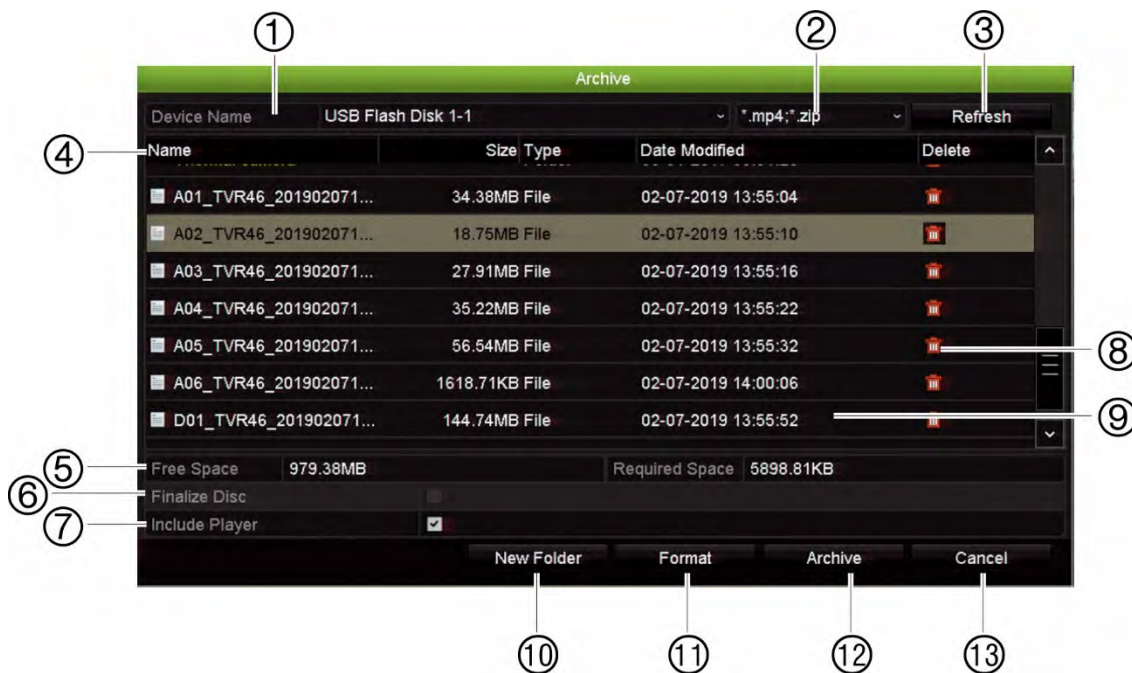 ① ② ③
Archive
Device Name USB Flash Disk 1-1 *.mp4;*.zip Refresh
④ Name Size Type Date Modified Delete
A01_TVR46_201902071... 34.38MB File 02-07-2019 13:55:04
A02_TVR46_201902071... 18.75MB File 02-07-2019 13:55:10
A03_TVR46_201902071... 27.91MB File 02-07-2019 13:55:16
A04_TVR46_201902071... 35.22MB File 02-07-2019 13:55:22
A05_TVR46_201902071... 56.54MB File 02-07-2019 13:55:32 ⑧
A06_TVR46_201902071... 1618.71KB File 02-07-2019 14:00:06
D01_TVR46_201902071... 144.74MB File 02-07-2019 13:55:52 ⑨
⑤ Free Space 979.38MB Required Space 5898.81KB
⑥ Finalize Disc
⑦ Include Player
New Folder Format Archive Cancel
⑩ ⑪ ⑫ ⑬